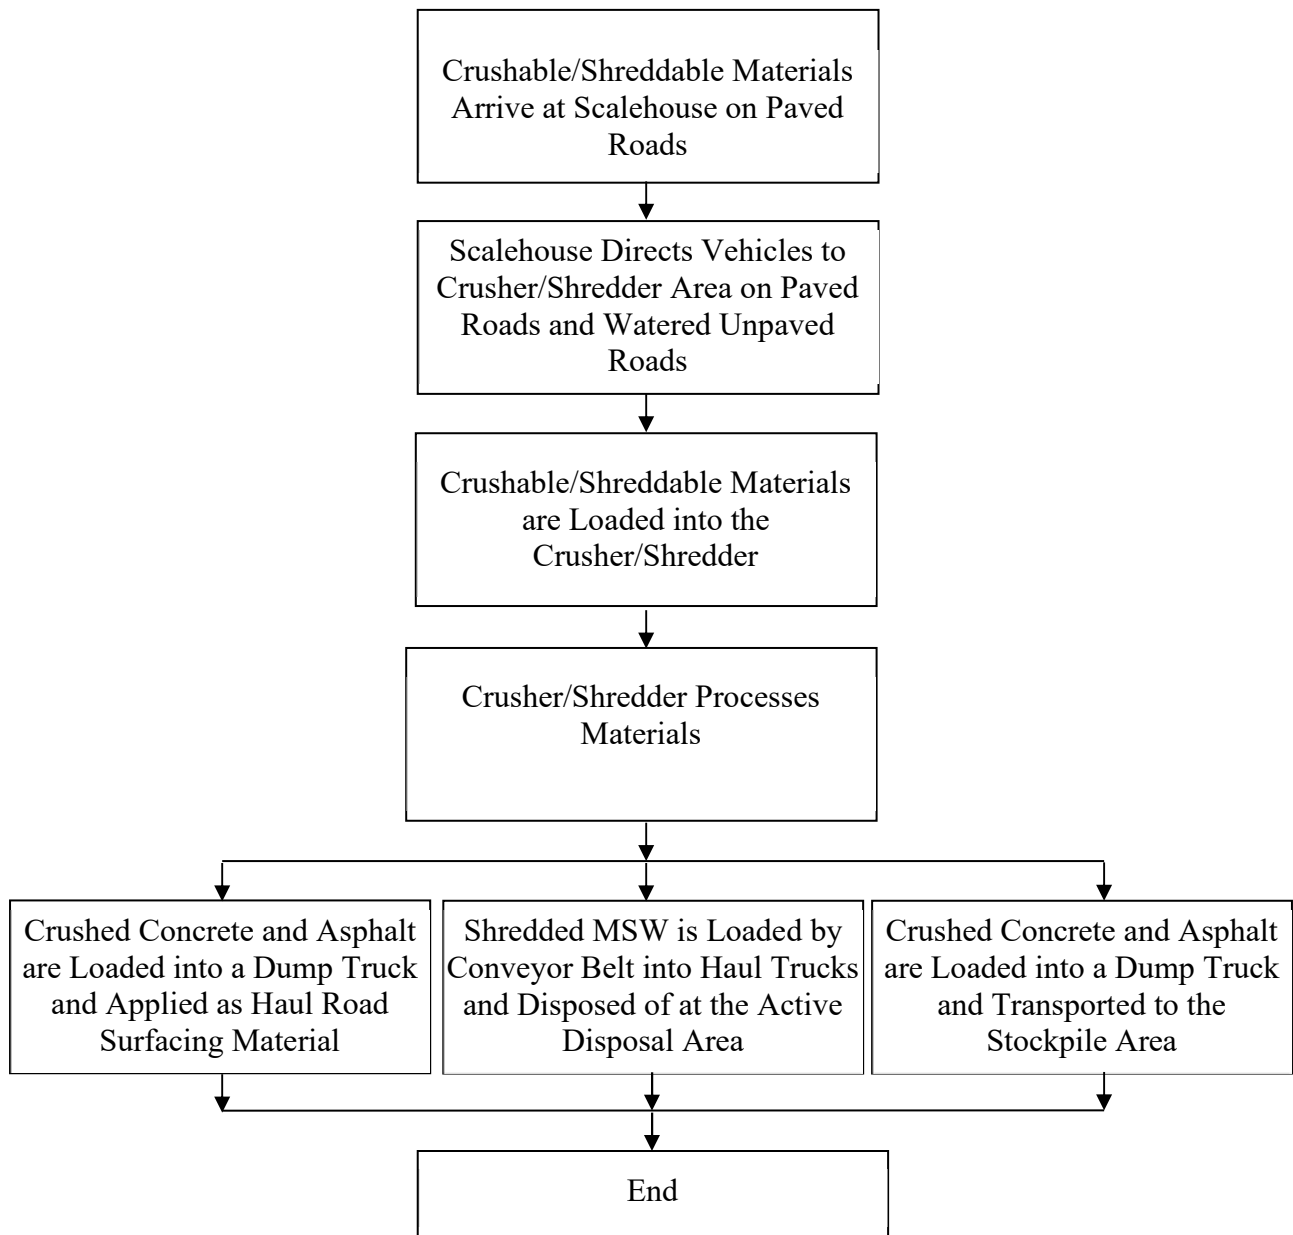 Crushable/Shreddable Materials
Arrive at Scalehouse on Paved
Roads
Scalehouse Directs Vehicles to
Crusher/Shredder Area on Paved
Roads and Watered Unpaved
Roads
Crushable/Shreddable Materials
are Loaded into the
Crusher/Shredder
Crusher/Shredder Processes
Materials
Crushed Concrete and Asphalt
are Loaded into a Dump Truck
and Applied as Haul Road
Surfacing Material
Shredded MSW is Loaded by
Conveyor Belt into Haul Trucks
and Disposed of at the Active
Disposal Area
Crushed Concrete and Asphalt
are Loaded into a Dump Truck
and Transported to the
Stockpile Area
End